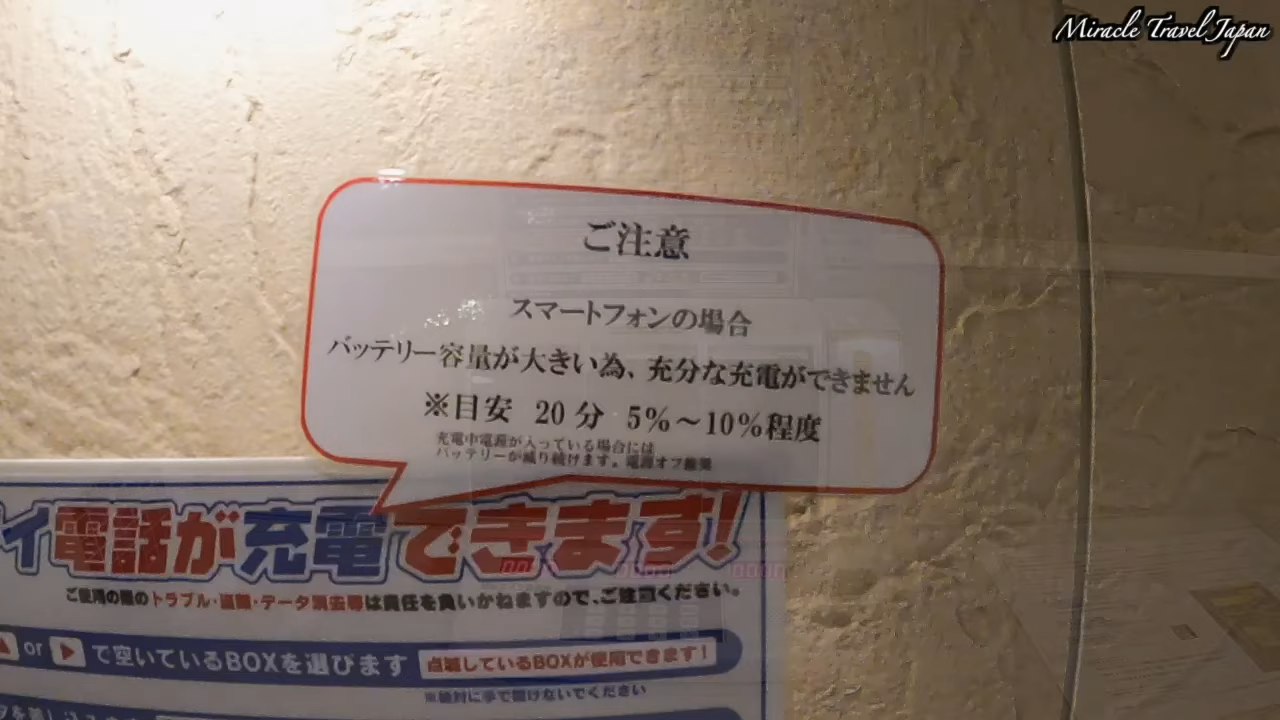 Miracle Travel Japan
ご注意
スマートフォンの場合
バッテリー容量が大きい為、充分な充電ができません
※目安 20分 5%～10%程度
充電中電源が入っている場合には
バッテリーが減り続けます。電源オフ推奨
イ電話が充電できます!
ご使用の際のトラブル・盗難・データ消去等は責任を負いかねますので、ご注意ください。
▲ or ▶ で空いているBOXを選びます 点滅しているBOXが使用できます!
※絶対に手で開けないでください